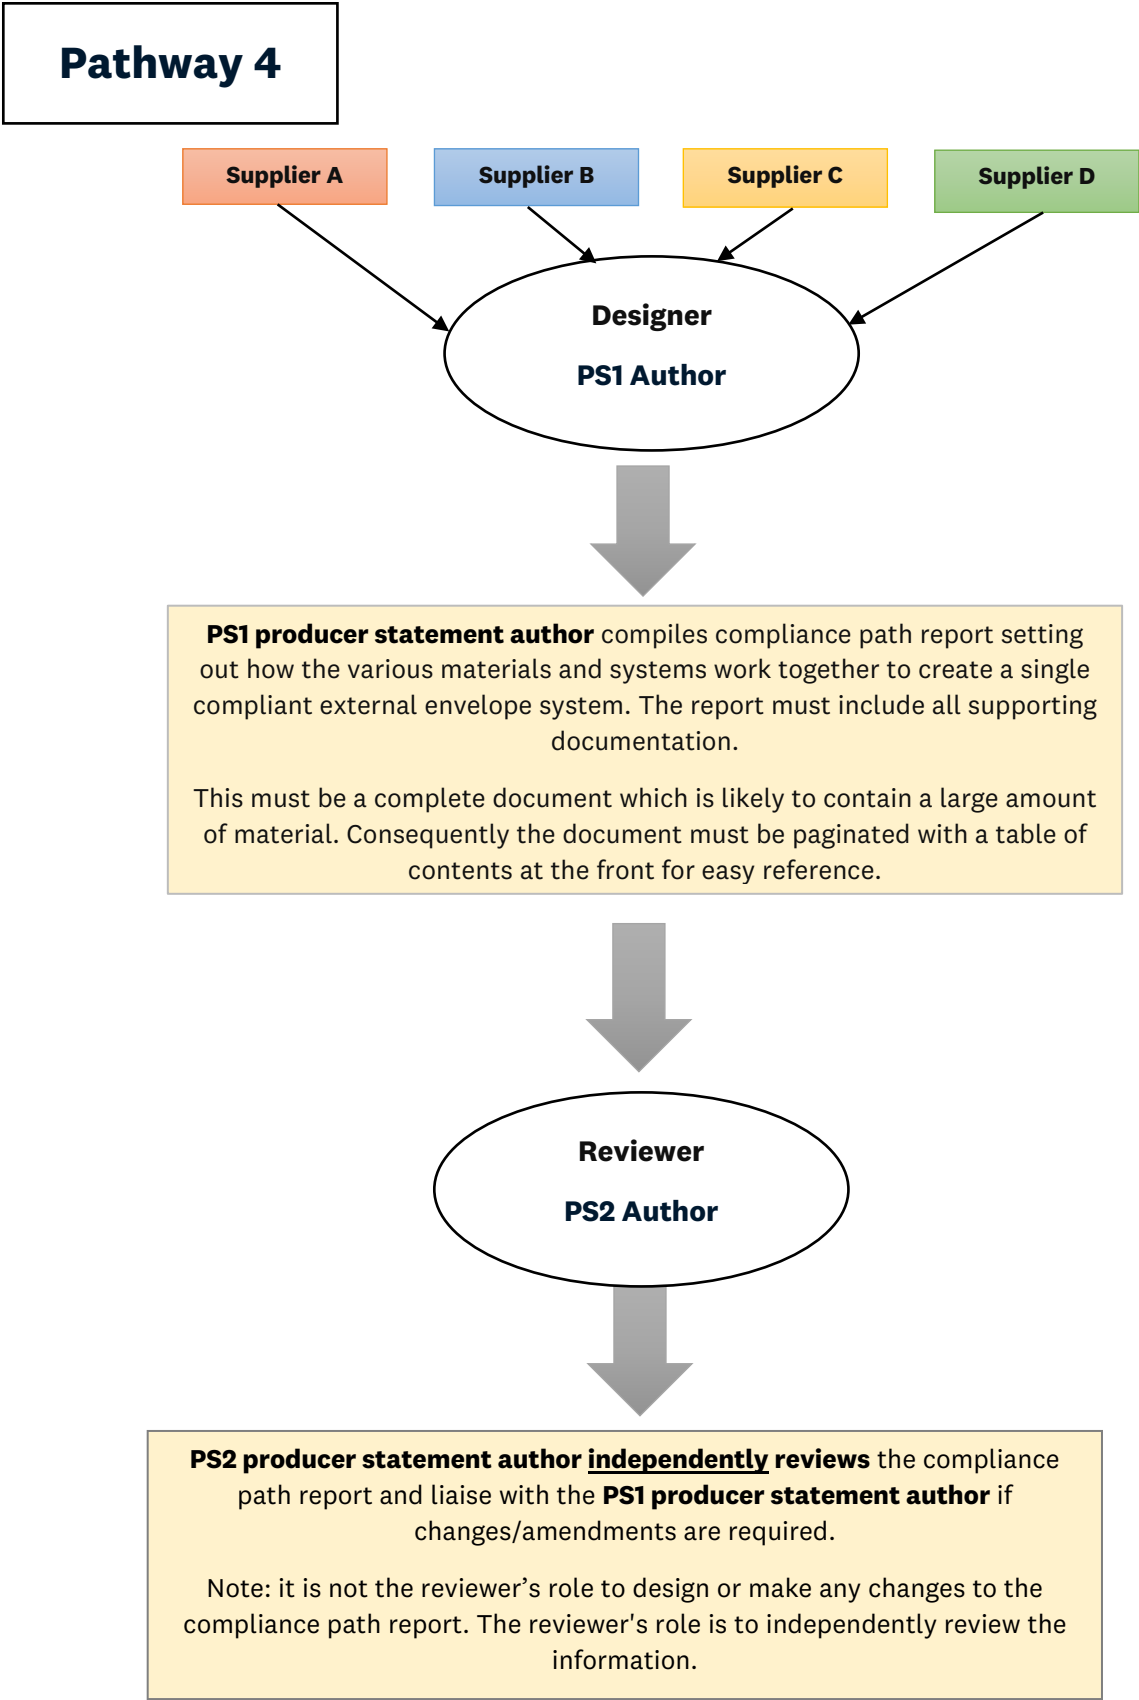 Pathway 4
Supplier A
Supplier B
Supplier C
Supplier D
Designer
PS1 Author
PS1 producer statement author compiles compliance path report setting
out how the various materials and systems work together to create a single
compliant external envelope system. The report must include all supporting
documentation.
This must be a complete document which is likely to contain a large amount
of material. Consequently the document must be paginated with a table of
contents at the front for easy reference.
Reviewer
PS2 Author
PS2 producer statement author independently reviews the compliance
path report and liaise with the PS1 producer statement author if
changes/amendments are required.
Note: it is not the reviewer’s role to design or make any changes to the
compliance path report. The reviewer's role is to independently review the
information.